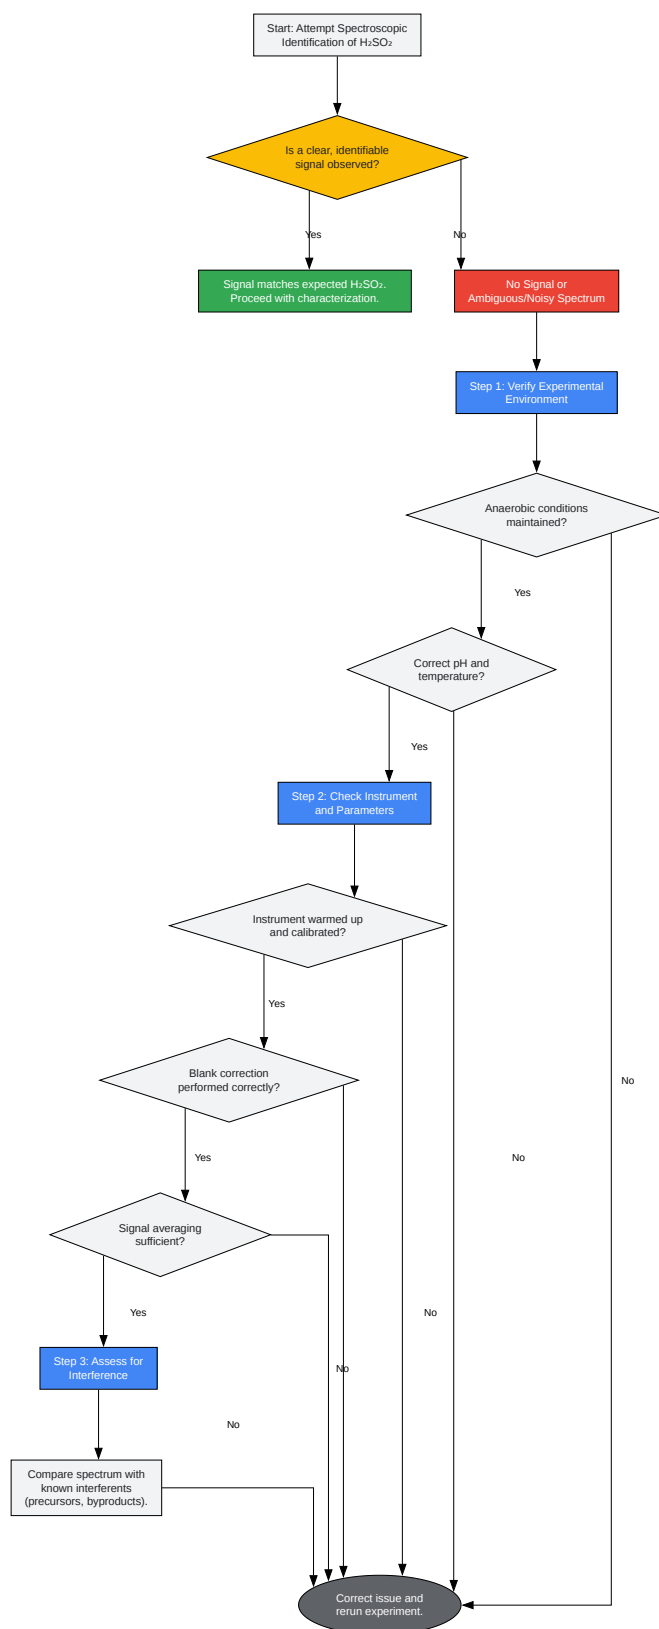 Start: Attempt Spectroscopic
Identification of H₂SO₂
Is a clear, identifiable
signal observed?
Yes
No
Signal matches expected H₂SO₂.
Proceed with characterization.
No Signal or
Ambiguous/Noisy Spectrum
Step 1: Verify Experimental
Environment
Anaerobic conditions
maintained?
Yes
Correct pH and
temperature?
Yes
Step 2: Check Instrument
and Parameters
Instrument warmed up
and calibrated?
Yes
Blank correction
performed correctly?
No
Yes
No
Signal averaging
sufficient?
Yes
No
Step 3: Assess for
Interference
No
No
Compare spectrum with
known interferents
(precursors, byproducts).
Correct issue and
rerun experiment.